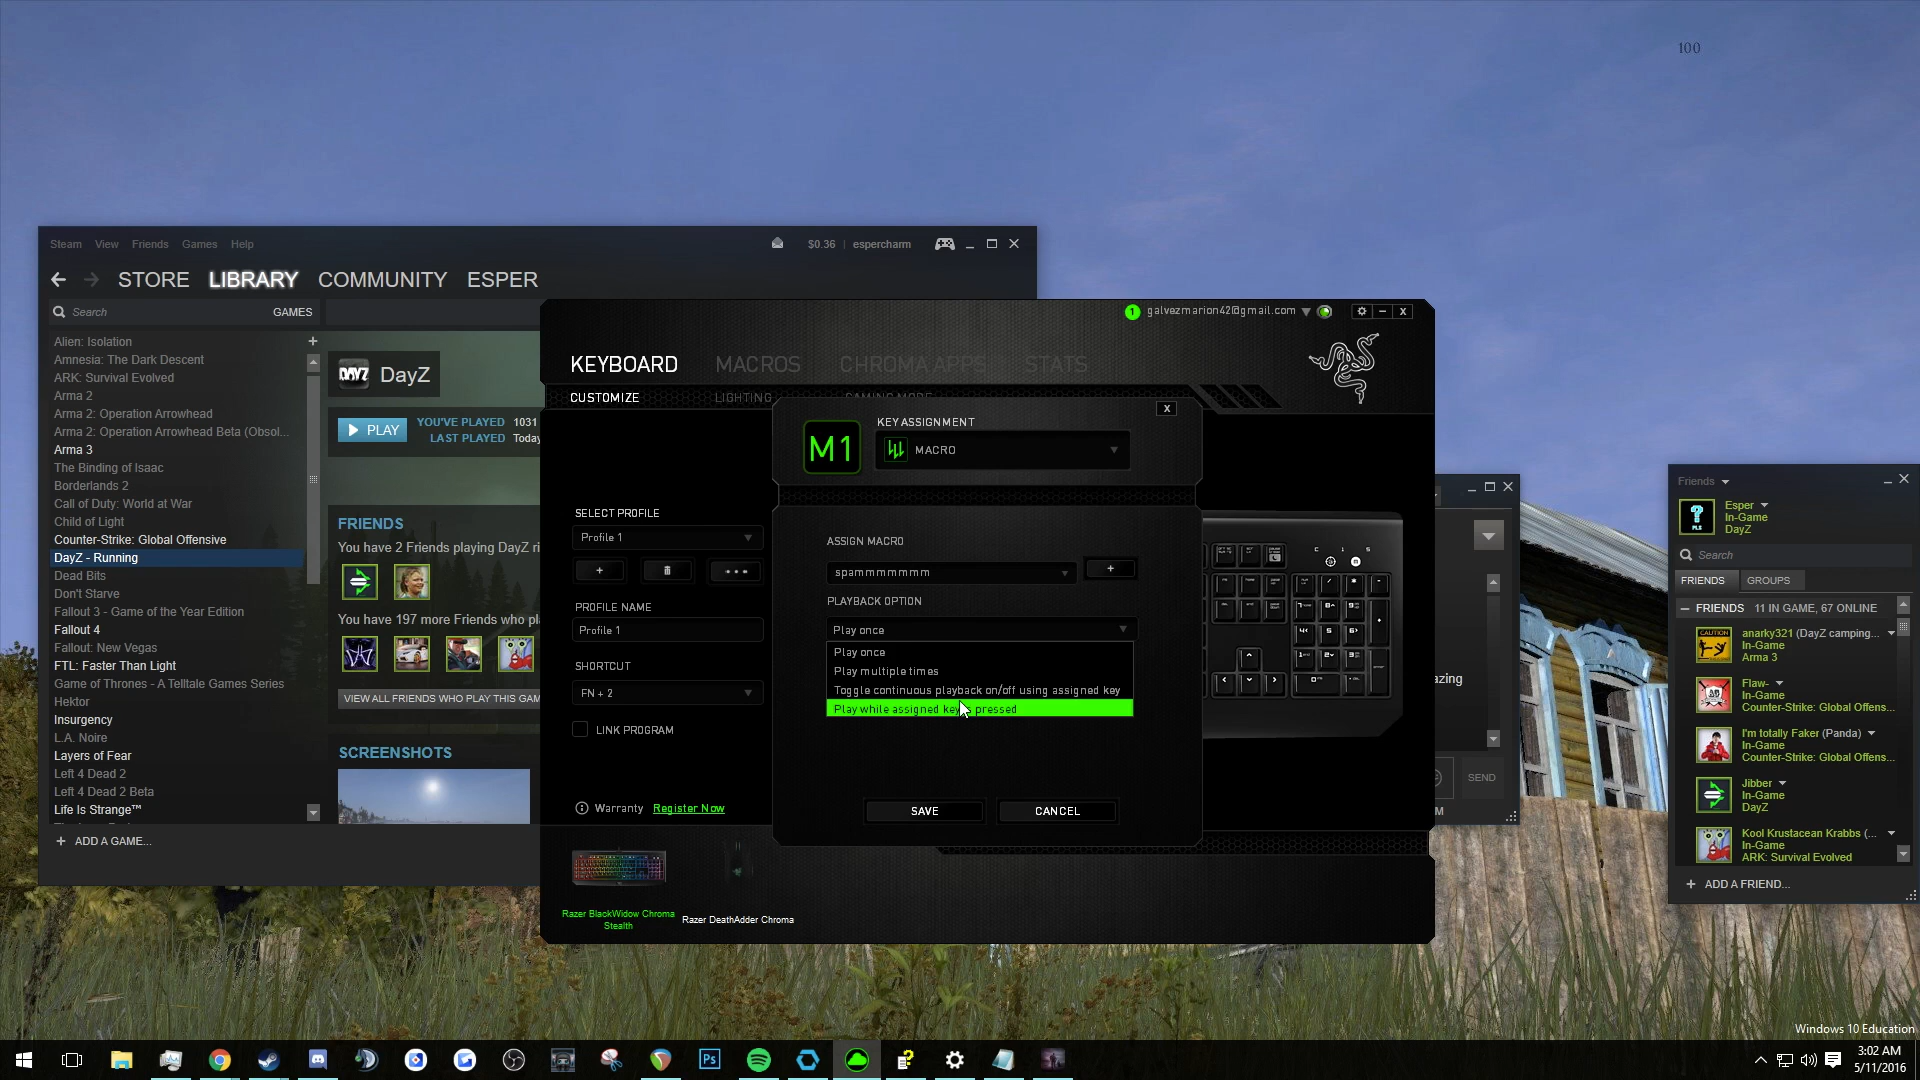 100
Steam View Friends Games Help
$0.36 | espercharm
STORE LIBRARY COMMUNITY ESPER
Search GAMES
Alien: Isolation
Amnesia: The Dark Descent
ARK: Survival Evolved
Arma 2
Arma 2: Operation Arrowhead
Arma 2: Operation Arrowhead Beta (Obsol...
Arma 3
The Binding of Isaac
Borderlands 2
Call of Duty: World at War
Child of Light
Counter-Strike: Global Offensive
DayZ - Running
Dead Bits
Don't Starve
Fallout 3 - Game of the Year Edition
Fallout 4
Fallout: New Vegas
FTL: Faster Than Light
Game of Thrones - A Telltale Games Series
Hektor
Insurgency
L.A. Noire
Layers of Fear
Left 4 Dead 2
Left 4 Dead 2 Beta
Life Is Strange™
+ ADD A GAME...
DAYZ DayZ
PLAY
YOU'VE PLAYED 1031
LAST PLAYED Today
FRIENDS
You have 2 Friends playing DayZ ri
You have 197 more Friends who pl
VIEW ALL FRIENDS WHO PLAY THIS GAM
SCREENSHOTS
1 galvezmarion42@gmail.com
KEYBOARD MACROS CHROMA APPS STATS
CUSTOMIZE LIGHTING GAMING MODE
SELECT PROFILE
Profile 1
PROFILE NAME
Profile 1
SHORTCUT
FN + 2
LINK PROGRAM
Warranty Register Now
M1
KEY ASSIGNMENT
MACRO
ASSIGN MACRO
spammmmmmm
PLAYBACK OPTION
Play once
Play once
Play multiple times
Toggle continuous playback on/off using assigned key
Play while assigned key pressed
SAVE CANCEL
Razer BlackWidow Chroma
Stealth
Razer DeathAdder Chroma
azing
SEND
M
Friends
Esper
In-Game
DayZ
Search
FRIENDS GROUPS
FRIENDS 11 IN GAME, 67 ONLINE
anarky321 (DayZ camping...
In-Game
Arma 3
Flaw-
In-Game
Counter-Strike: Global Offens...
I'm totally Faker (Panda)
In-Game
Counter-Strike: Global Offens...
Jibber
In-Game
DayZ
Kool Krustacean Krabbs (...
In-Game
ARK: Survival Evolved
+ ADD A FRIEND...
Windows 10 Education
Ps
3:02 AM
5/11/2016